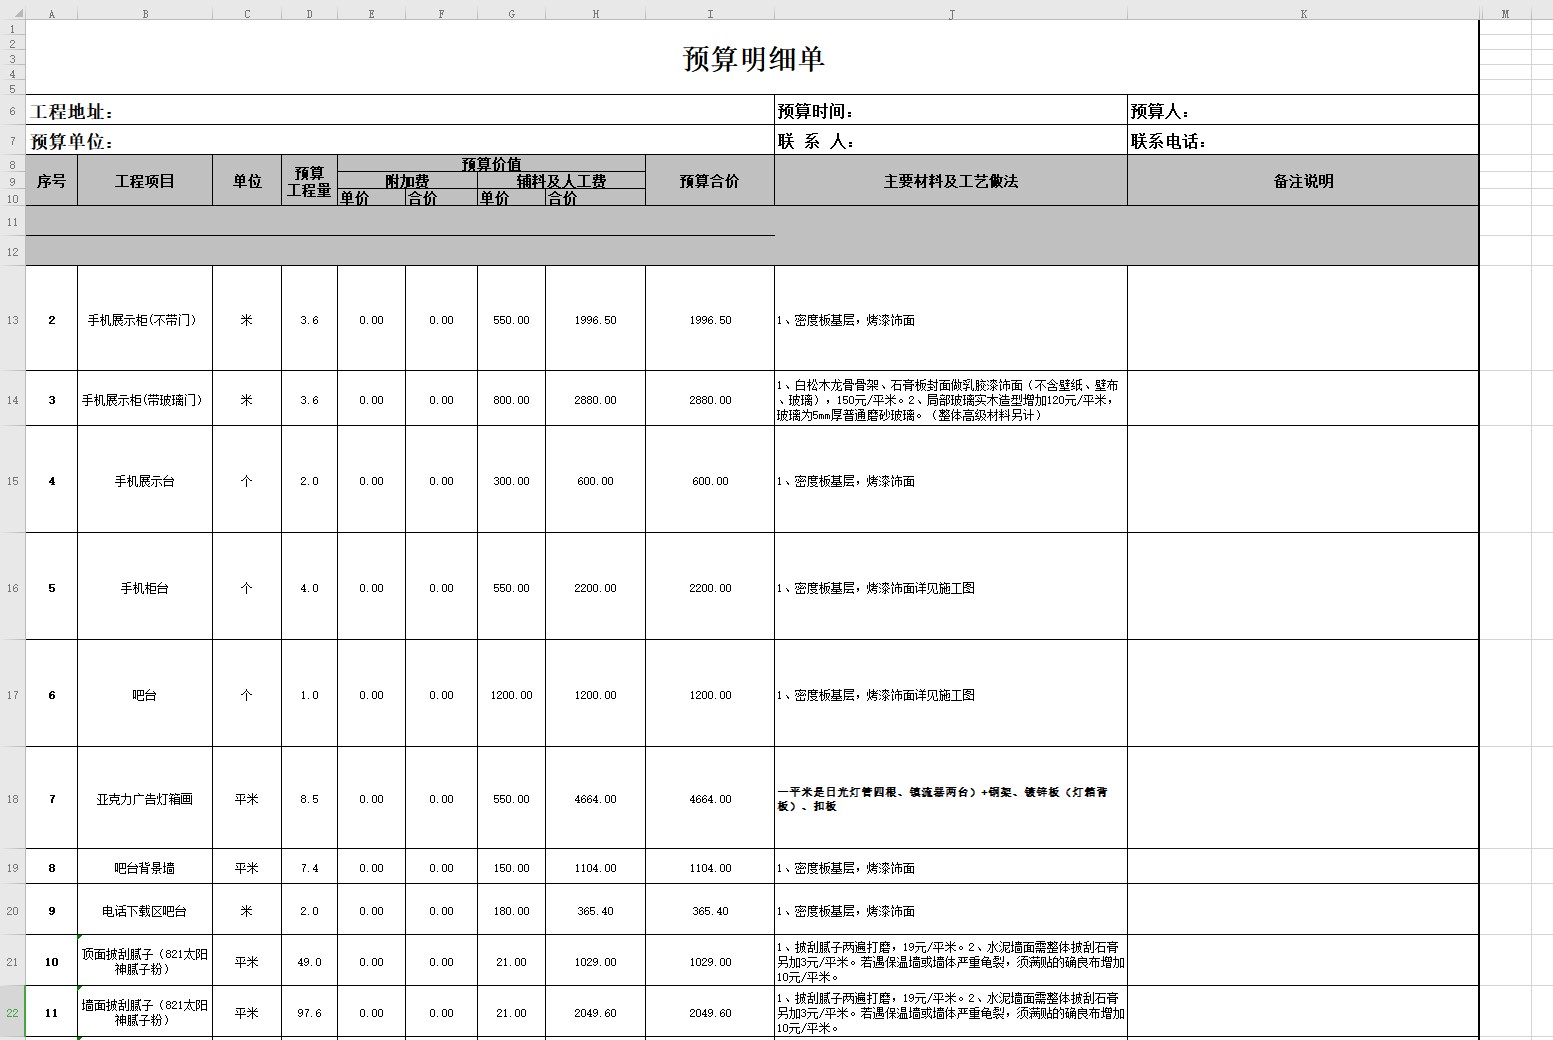 A B C D E F G H I J K M
1
2
3
4
5
预算明细单
6 工程地址： 预算时间： 预算人：
7 预算单位： 联 系 人： 联系电话：
8 预算价值
9 序号 工程项目 单位 预算工程量 附加费 辅料及人工费 预算合价 主要材料及工艺做法 备注说明
10 单价 合价 单价 合价
11
12
13 2 手机展示柜(不带门） 米 3.6 0.00 0.00 550.00 1996.50 1996.50 1、密度板基层，烤漆饰面
14 3 手机展示柜(带玻璃门） 米 3.6 0.00 0.00 800.00 2880.00 2880.00 1、白松木龙骨骨架、石膏板封面做乳胶漆饰面（不含壁纸、壁布
、玻璃），150元/平米。2、局部玻璃实木造型增加120元/平米，
玻璃为5mm厚普通磨砂玻璃。（整体高级材料另计）
15 4 手机展示台 个 2.0 0.00 0.00 300.00 600.00 600.00 1、密度板基层，烤漆饰面
16 5 手机柜台 个 4.0 0.00 0.00 550.00 2200.00 2200.00 1、密度板基层，烤漆饰面详见施工图
17 6 吧台 个 1.0 0.00 0.00 1200.00 1200.00 1200.00 1、密度板基层，烤漆饰面详见施工图
18 7 亚克力广告灯箱画 平米 8.5 0.00 0.00 550.00 4664.00 4664.00 一平米是日光灯管四根、镇流器两台）+钢架、镀锌板（灯箱背
板）、扣板
19 8 吧台背景墙 平米 7.4 0.00 0.00 150.00 1104.00 1104.00 1、密度板基层，烤漆饰面
20 9 电话下载区吧台 米 2.0 0.00 0.00 180.00 365.40 365.40 1、密度板基层，烤漆饰面
21 10 顶面披刮腻子（821太阳
神腻子粉） 平米 49.0 0.00 0.00 21.00 1029.00 1029.00 1、披刮腻子两遍打磨，19元/平米。2、水泥墙面需整体披刮石膏
另加3元/平米。若遇保温墙或墙体严重龟裂，须满贴的确良布增加
10元/平米。
22 11 墙面披刮腻子（821太阳
神腻子粉） 平米 97.6 0.00 0.00 21.00 2049.60 2049.60 1、披刮腻子两遍打磨，19元/平米。2、水泥墙面需整体披刮石膏
另加3元/平米。若遇保温墙或墙体严重龟裂，须满贴的确良布增加
10元/平米。